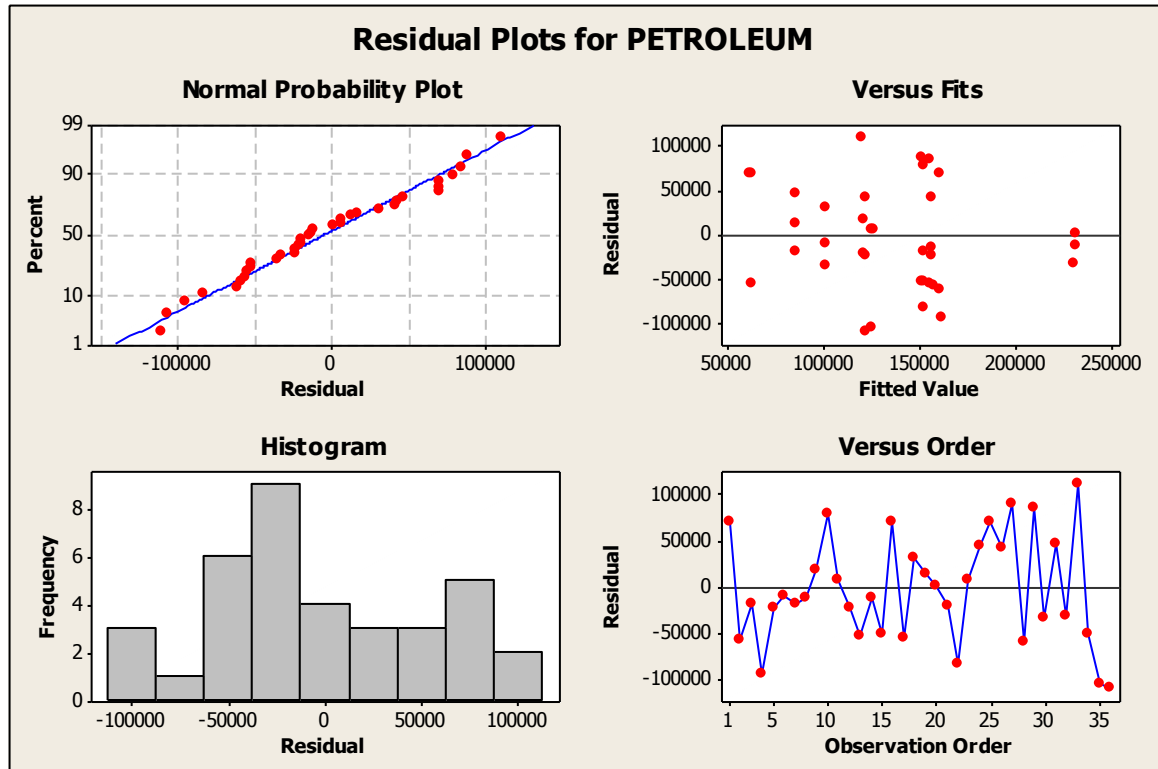 Residual Plots for PETROLEUM
Normal Probability Plot
99
90
50
10
1
Percent
-100000 0 100000
Residual
Versus Fits
100000
50000
0
-50000
-100000
Residual
50000 100000 150000 200000 250000
Fitted Value
Histogram
8
6
4
2
0
Frequency
-100000 -50000 0 50000 100000
Residual
Versus Order
100000
50000
0
-50000
-100000
Residual
1 5 10 15 20 25 30 35
Observation Order